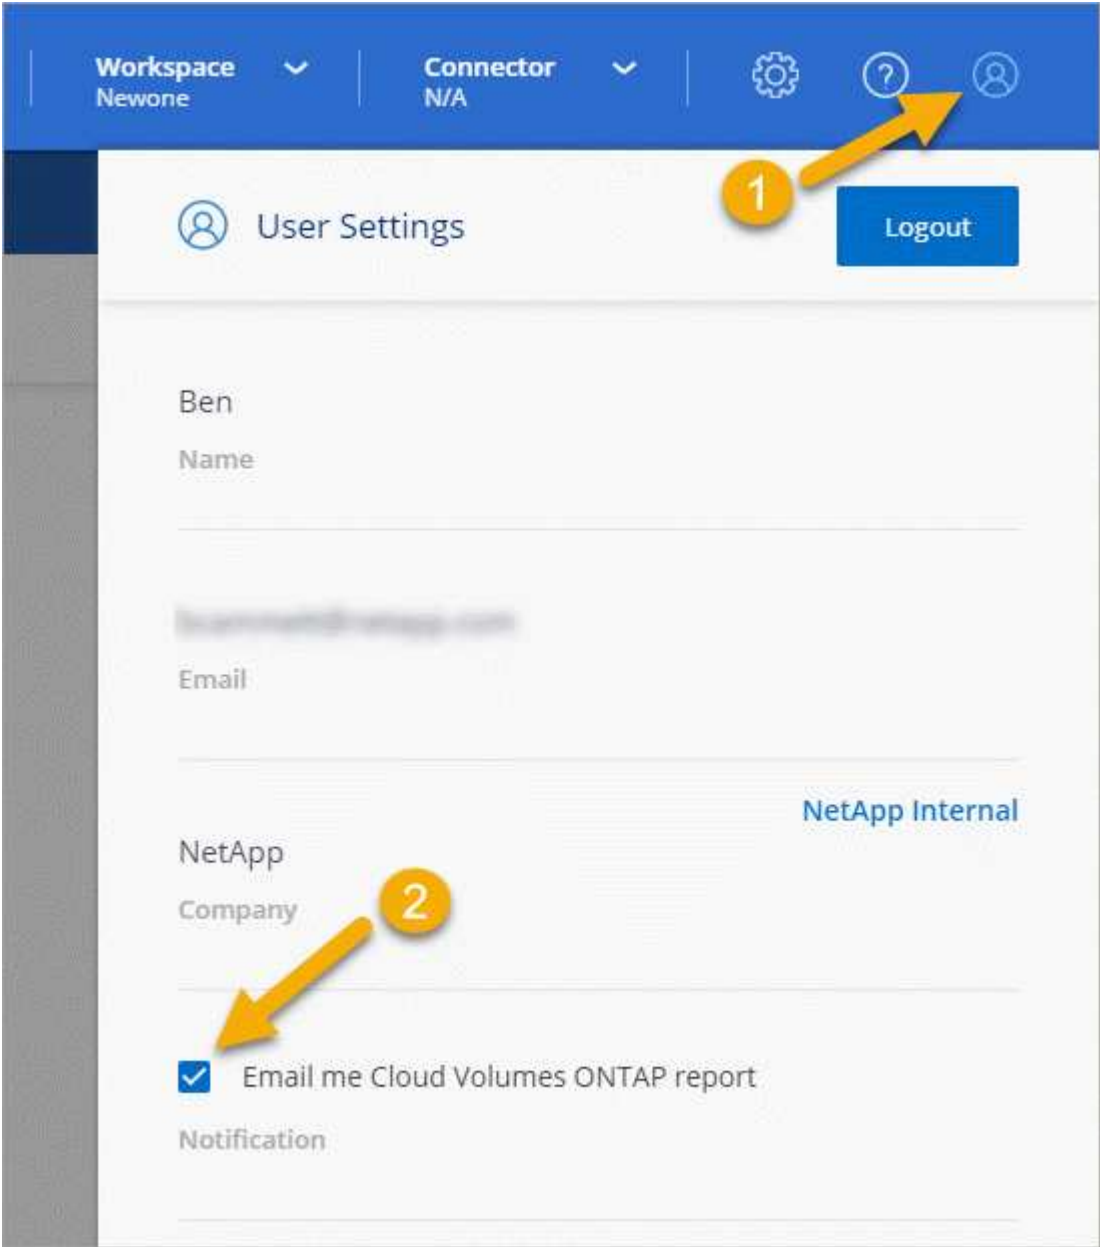 Workspace
Newone
Connector
N/A
?
1
User Settings
Logout
Ben
Name
Email
NetApp Internal
NetApp
Company
2
Email me Cloud Volumes ONTAP report
Notification